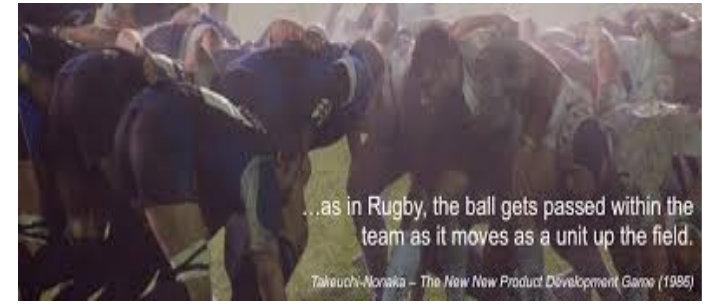 …as in Rugby, the ball gets passed within the
team as it moves as a unit up the field.
Takeuchi-Nonaka – The New New Product Development Game (1986)